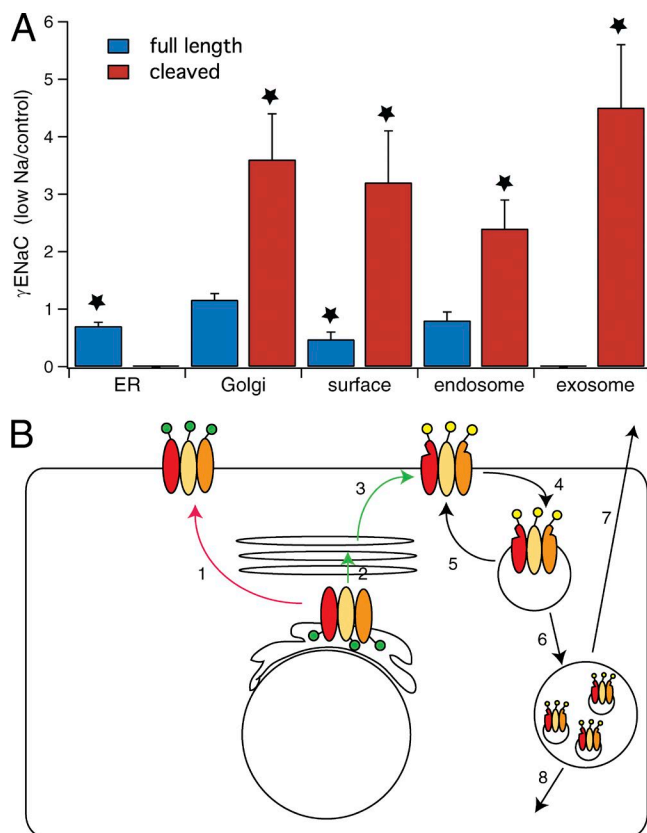 A
γENaC (low Na/control)
6
5
4
3
2
1
0
full length
cleaved
ER Golgi surface endosome exosome
B
1
2
3
4
5
6
7
8